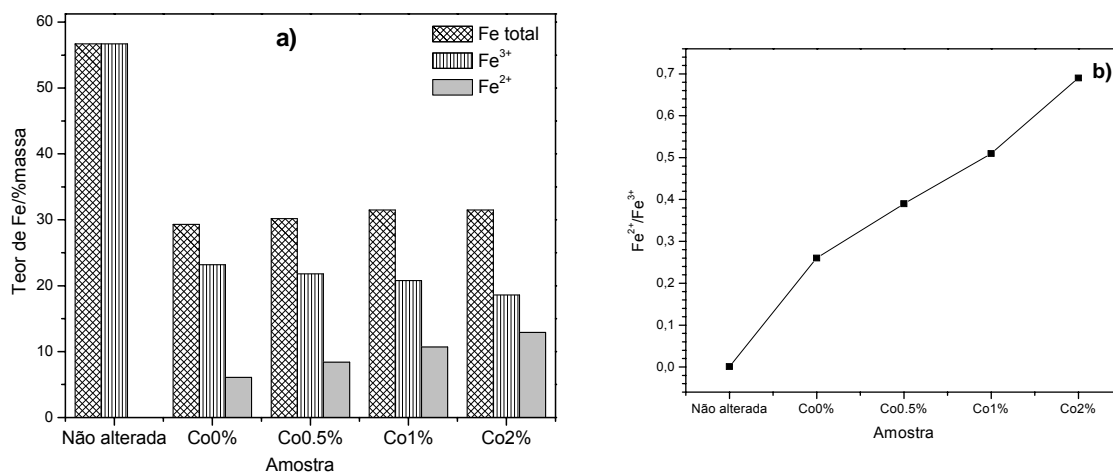 a)
Fe total
Fe³⁺
Fe²⁺
60
50
40
30
20
10
0
Teor de Fe/%massa
Não alterada Co0% Co0.5% Co1% Co2%
Amostra
b)
0,7
0,6
0,5
0,4
0,3
0,2
0,1
0,0
Fe²⁺/Fe³⁺
Não alterada Co0% Co0.5% Co1% Co2%
Amostra